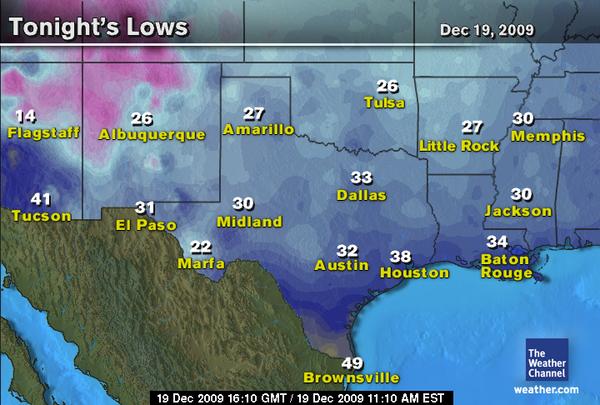 Tonight's Lows
Dec 19, 2009
26
Tulsa
14
Flagstaff
26
Albuquerque
27
Amarillo
27
Little Rock
30
Memphis
33
Dallas
41
Tucson
31
El Paso
30
Midland
30
Jackson
22
Marfa
32
Austin
38
Houston
34
Baton
Rouge
49
Brownsville
The
Weather
Channel
weather.com
19 Dec 2009 16:10 GMT / 19 Dec 2009 11:10 AM EST